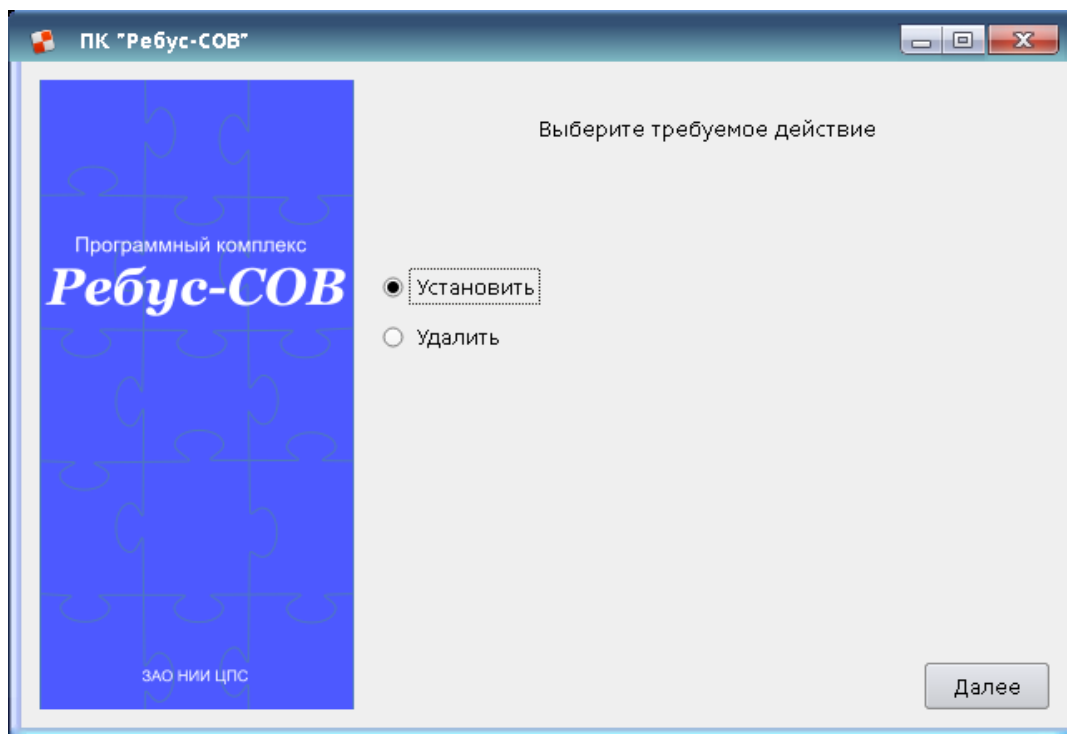 ПК "Ребус-СОВ"
Выберите требуемое действие
Программный комплекс
Ребус-СОВ
Установить
Удалить
ЗАО НИИ ЦПС
Далее